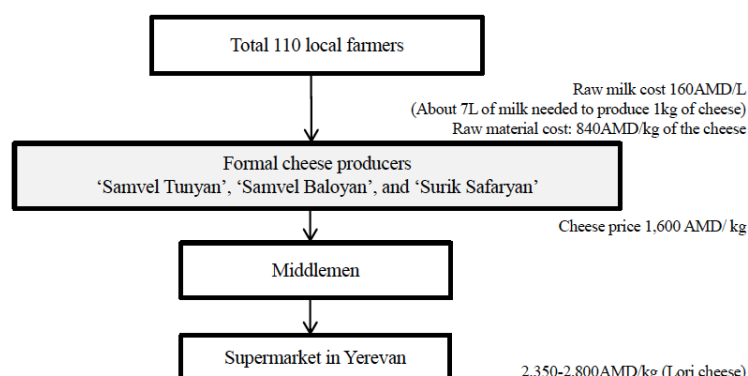 Total 110 local farmers
Raw milk cost 160AMD/L
(About 7L of milk needed to produce 1kg of cheese)
Raw material cost: 840AMD/kg of the cheese
Formal cheese producers
‘Samvel Tunyan’, ‘Samvel Baloyan’, and ‘Surik Safaryan’
Cheese price 1,600 AMD/ kg
Middlemen
Supermarket in Yerevan
2,350-2,800AMD/kg (Lori cheese)